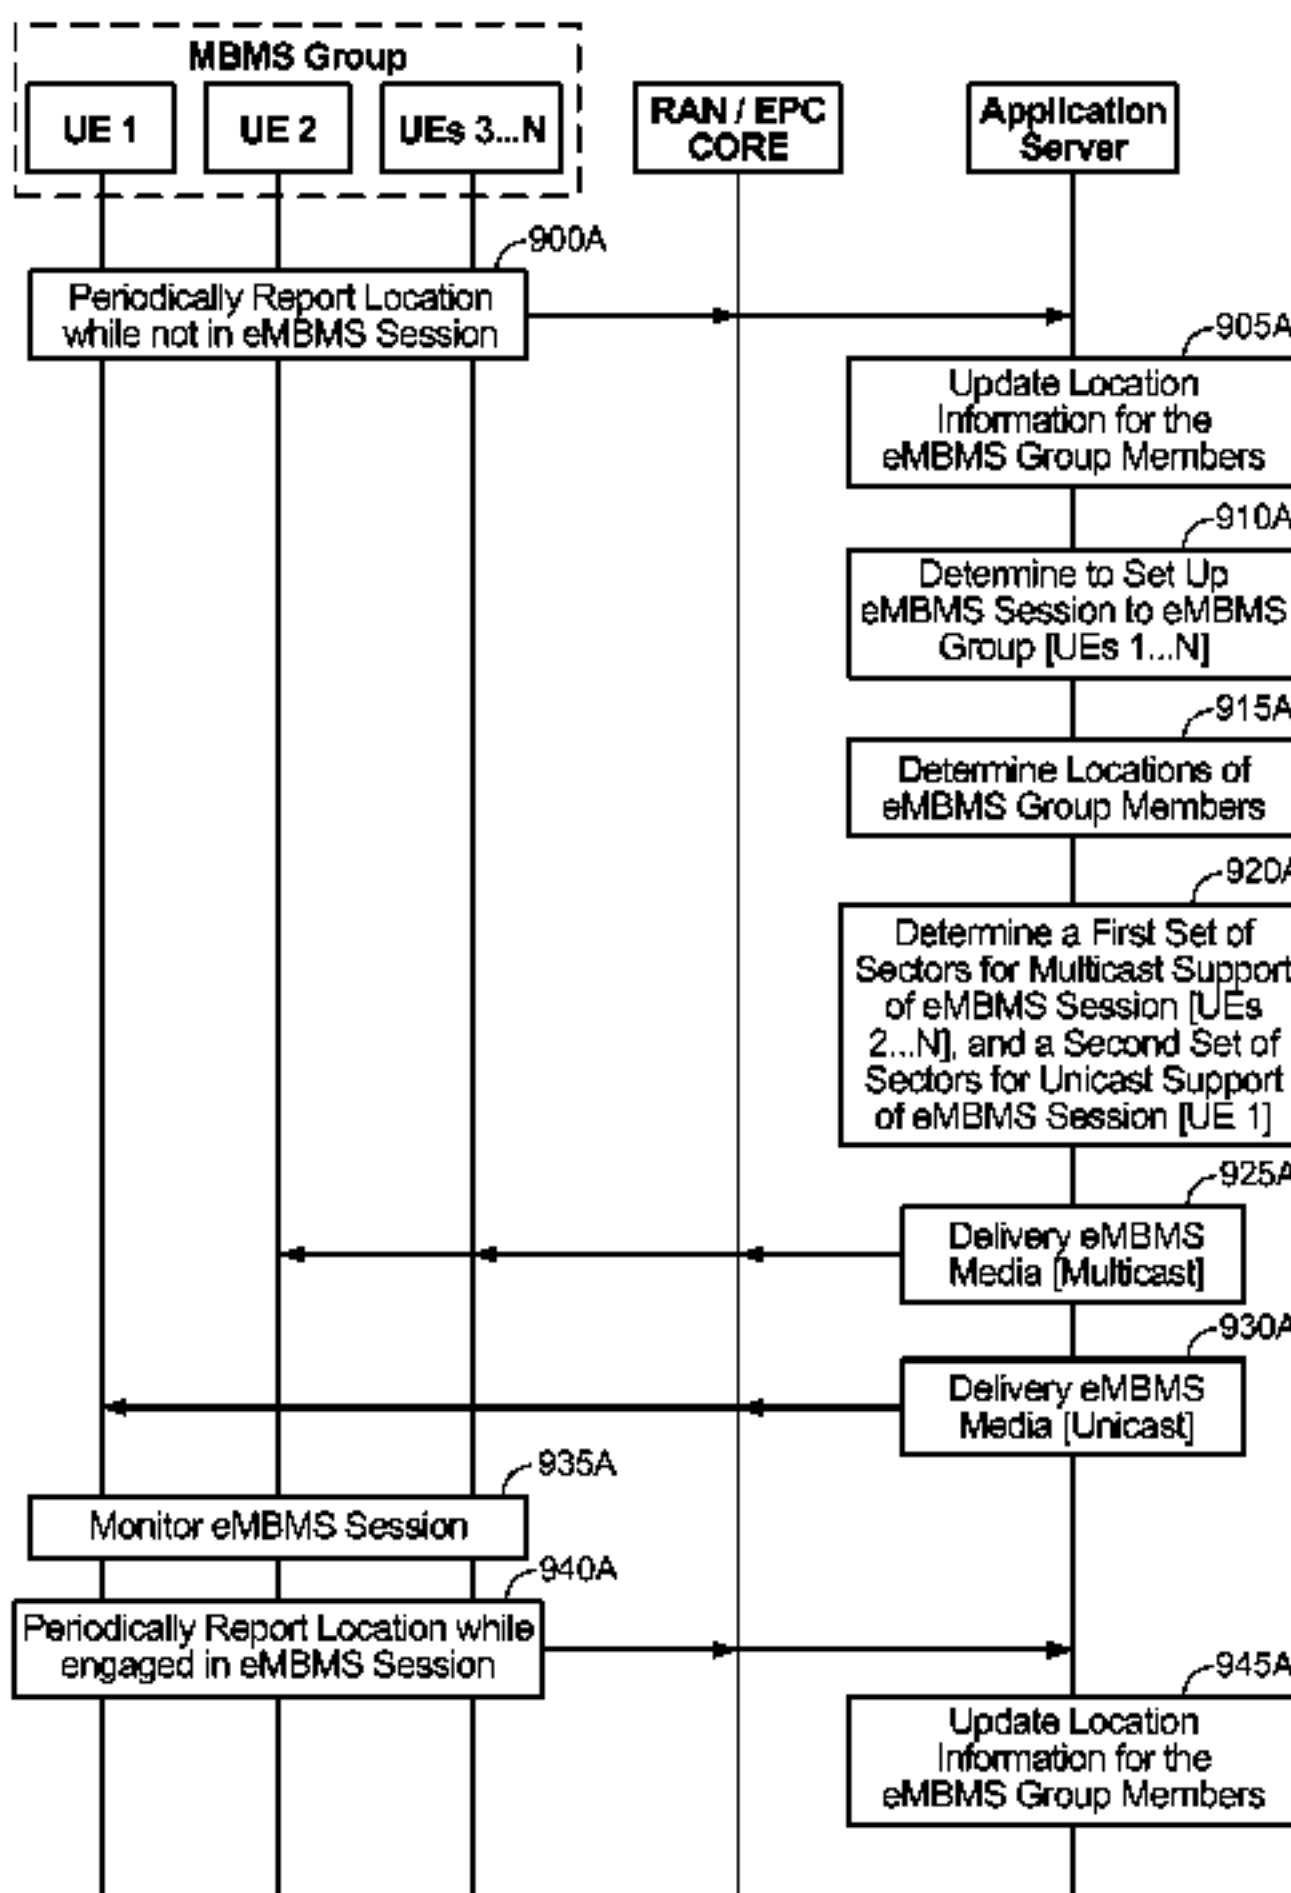 MBMS Group
UE 1
UE 2
UEs 3...N
RAN / EPC
CORE
Application
Server
900A
Periodically Report Location
while not in eMBMS Session
905A
Update Location
Information for the
eMBMS Group Members
910A
Determine to Set Up
eMBMS Session to eMBMS
Group [UEs 1...N]
915A
Determine Locations of
eMBMS Group Members
920A
Determine a First Set of
Sectors for Multicast Support
of eMBMS Session [UEs
2...N], and a Second Set of
Sectors for Unicast Support
of eMBMS Session [UE 1]
925A
Delivery eMBMS
Media [Multicast]
930A
Delivery eMBMS
Media [Unicast]
935A
Monitor eMBMS Session
940A
Periodically Report Location while
engaged in eMBMS Session
945A
Update Location
Information for the
eMBMS Group Members